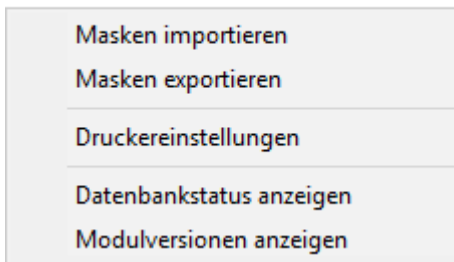 Masken importieren
Masken exportieren
Druckereinstellungen
Datenbankstatus anzeigen
Modulversionen anzeigen